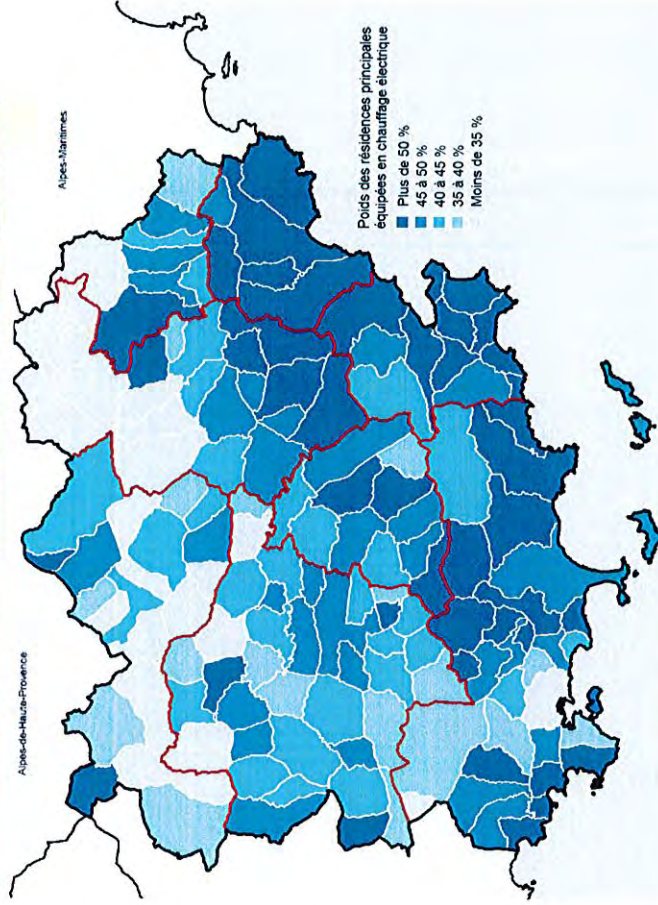 Alpes-de-Haute-Provence
Alpes-Maritimes
Poids des résidences principales
équipées en chauffage électrique
Plus de 50 %
45 à 50 %
40 à 45 %
35 à 40 %
Moins de 35 %